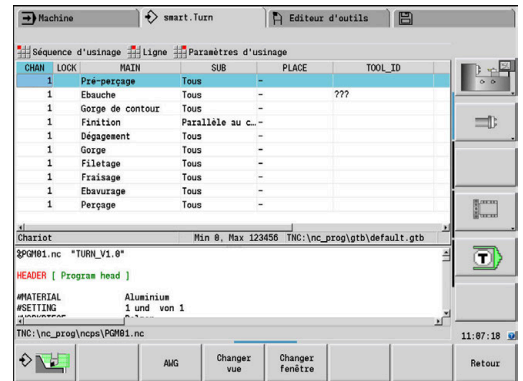 Machine
smart.Turn
Editeur d'outils
Séquence d'usinage Ligne Paramètres d'usinage
CHAN LOCK MAIN SUB PLACE TOOL_ID
1 Pré-perçage Tous -
1 Ebauche Tous - ???
1 Gorge de contour Tous -
1 Finition Parallèle au c… -
1 Dégagement Tous -
1 Gorge Tous -
1 Filetage Tous -
1 Fraisage Tous -
1 Ebavurage Tous -
1 Perçage Tous -
Chariot Min 0, Max 123456 TNC:\nc_prog\gtb\default.gtb
PGM01.nc "TURN_V1.0"
HEADER [ Program head ]
#MATERIAL Aluminium
#SETTING 1 und von 1
TNC:\nc_prog\ncps\PGM01.nc
11:07:18
T
AWG
Changer vue
Changer fenêtre
Retour